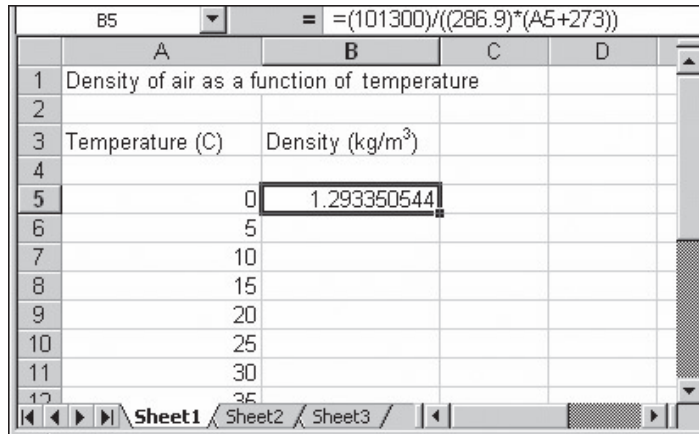 B5 = =(101300)/((286.9)*(A5+273))
A B C D
1 Density of air as a function of temperature
2
3 Temperature (C) Density (kg/m³)
4
5 0 1.293350544
6 5
7 10
8 15
9 20
10 25
11 30
12 35
Sheet1 Sheet2 Sheet3